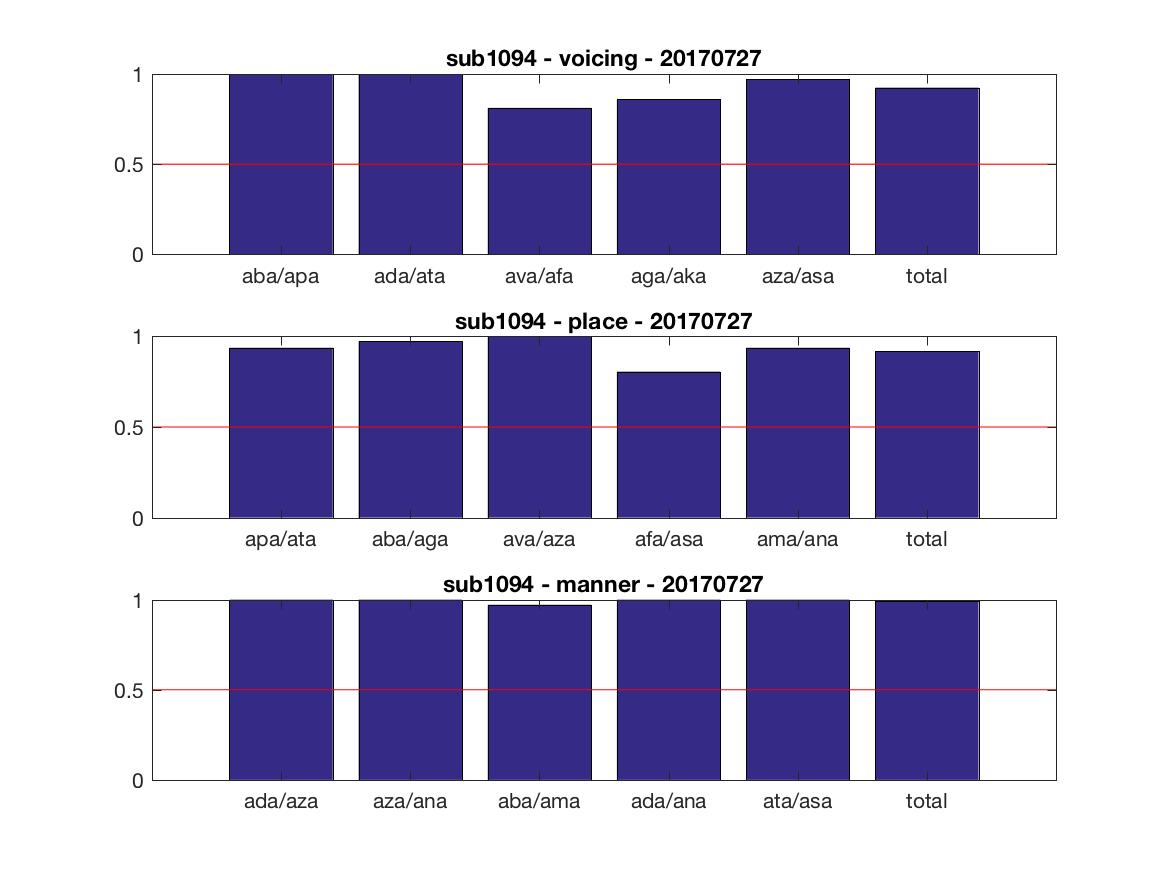 sub1094 - voicing - 20170727
1
0.5
0
aba/apa ada/ata ava/afa aga/aka aza/asa total
sub1094 - place - 20170727
1
0.5
0
apa/ata aba/aga ava/aza afa/asa ama/ana total
sub1094 - manner - 20170727
1
0.5
0
ada/aza aza/ana aba/ama ada/ana ata/asa total